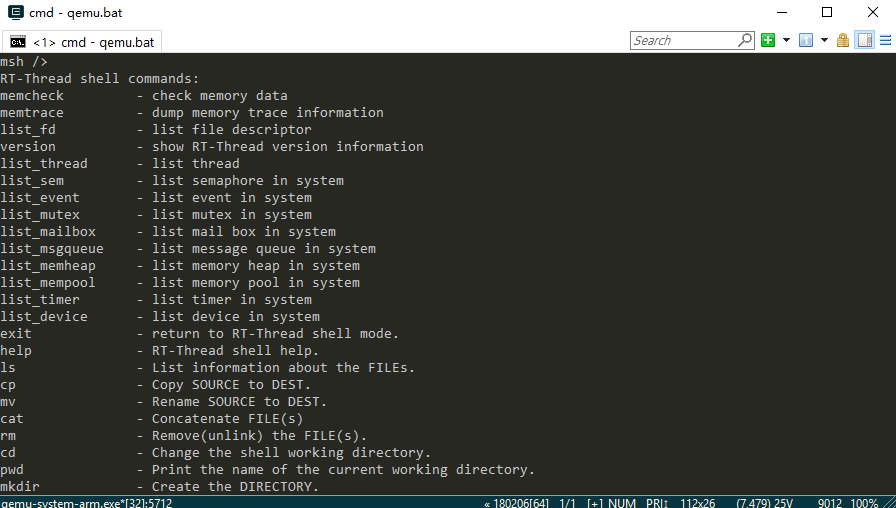 cmd - qemu.bat
<1> cmd - qemu.bat
Search
msh />
RT-Thread shell commands:
memcheck - check memory data
memtrace - dump memory trace information
list_fd - list file descriptor
version - show RT-Thread version information
list_thread - list thread
list_sem - list semaphore in system
list_event - list event in system
list_mutex - list mutex in system
list_mailbox - list mail box in system
list_msgqueue - list message queue in system
list_memheap - list memory heap in system
list_mempool - list memory pool in system
list_timer - list timer in system
list_device - list device in system
exit - return to RT-Thread shell mode.
help - RT-Thread shell help.
ls - List information about the FILEs.
cp - Copy SOURCE to DEST.
mv - Rename SOURCE to DEST.
cat - Concatenate FILE(s)
rm - Remove(unlink) the FILE(s).
cd - Change the shell working directory.
pwd - Print the name of the current working directory.
mkdir - Create the DIRECTORY.
qemu-system-arm.exe*[32]:5712 « 180206[64] 1/1 [+] NUM PRI↕ 112x26 (7,479) 25V 9012 100%